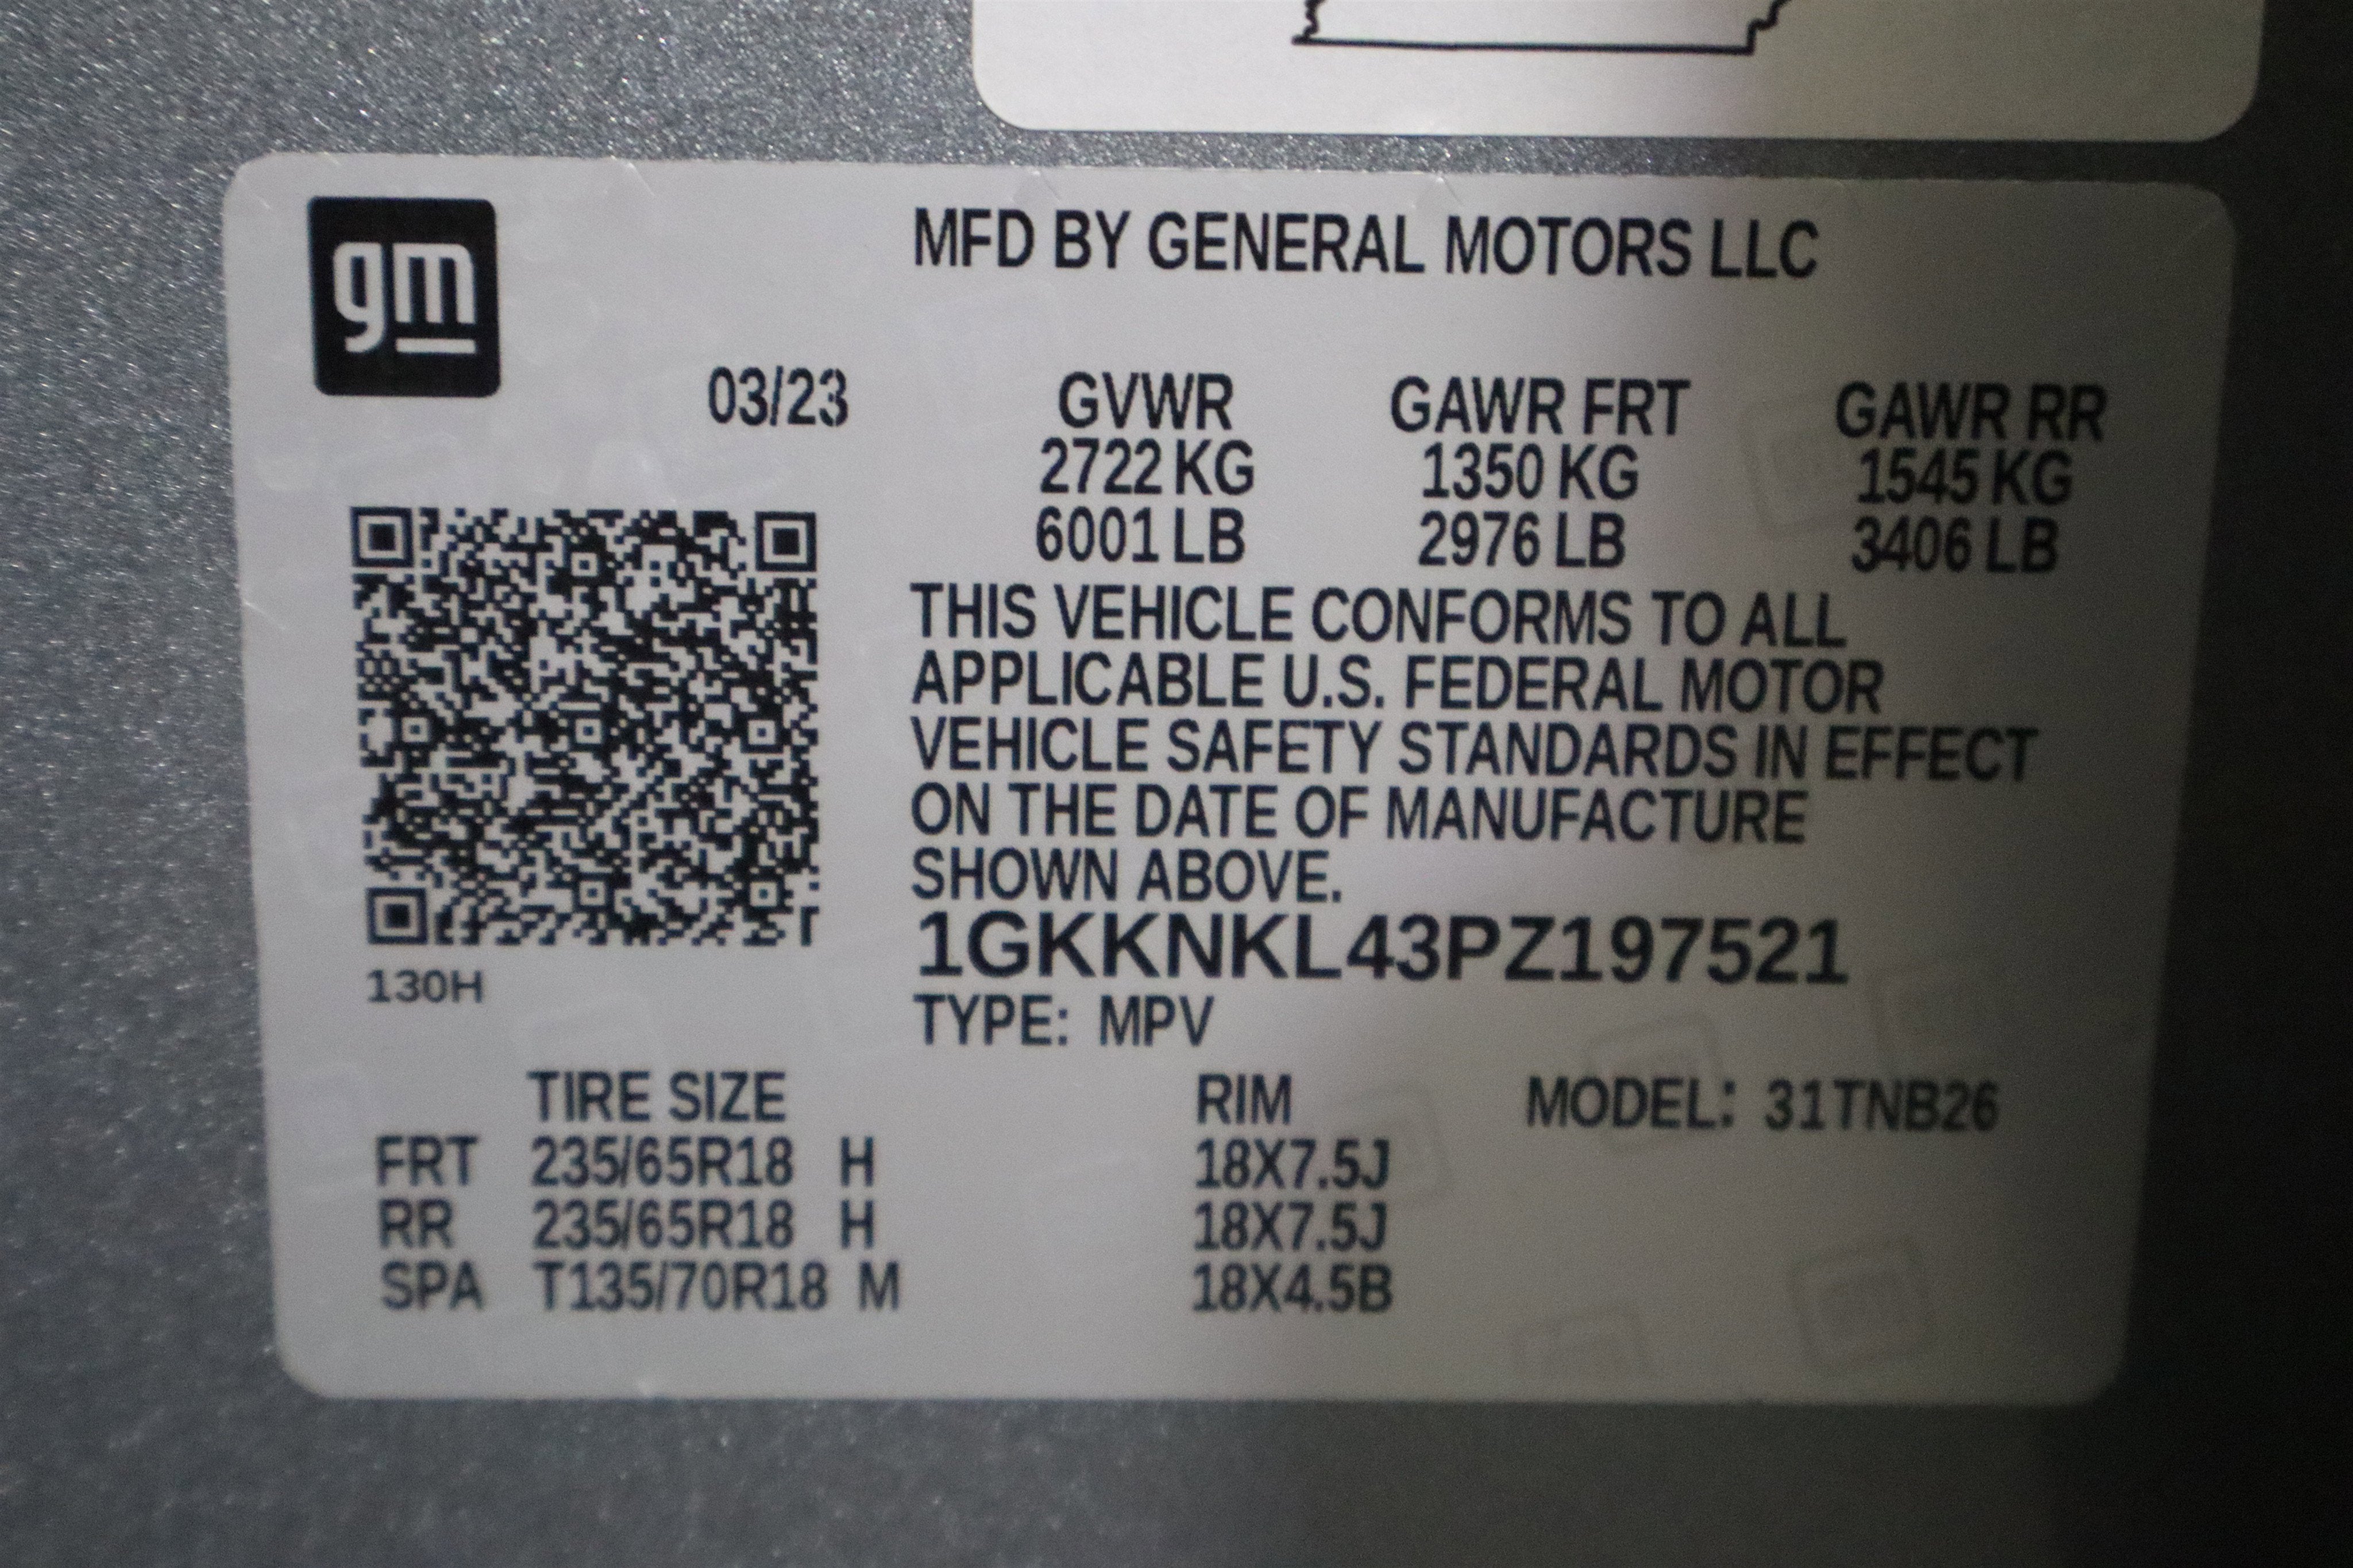 gm
MFD BY GENERAL MOTORS LLC
03/23 GVWR GAWR FRT GAWR RR
2722 KG 1350 KG 1545 KG
6001 LB 2976 LB 3406 LB
THIS VEHICLE CONFORMS TO ALL
APPLICABLE U.S. FEDERAL MOTOR
VEHICLE SAFETY STANDARDS IN EFFECT
ON THE DATE OF MANUFACTURE
SHOWN ABOVE.
1GKKNKL43PZ197521
130H
TYPE: MPV
TIRE SIZE RIM MODEL: 31TNB26
FRT 235/65R18 H 18X7.5J
RR 235/65R18 H 18X7.5J
SPA T135/70R18 M 18X4.5B